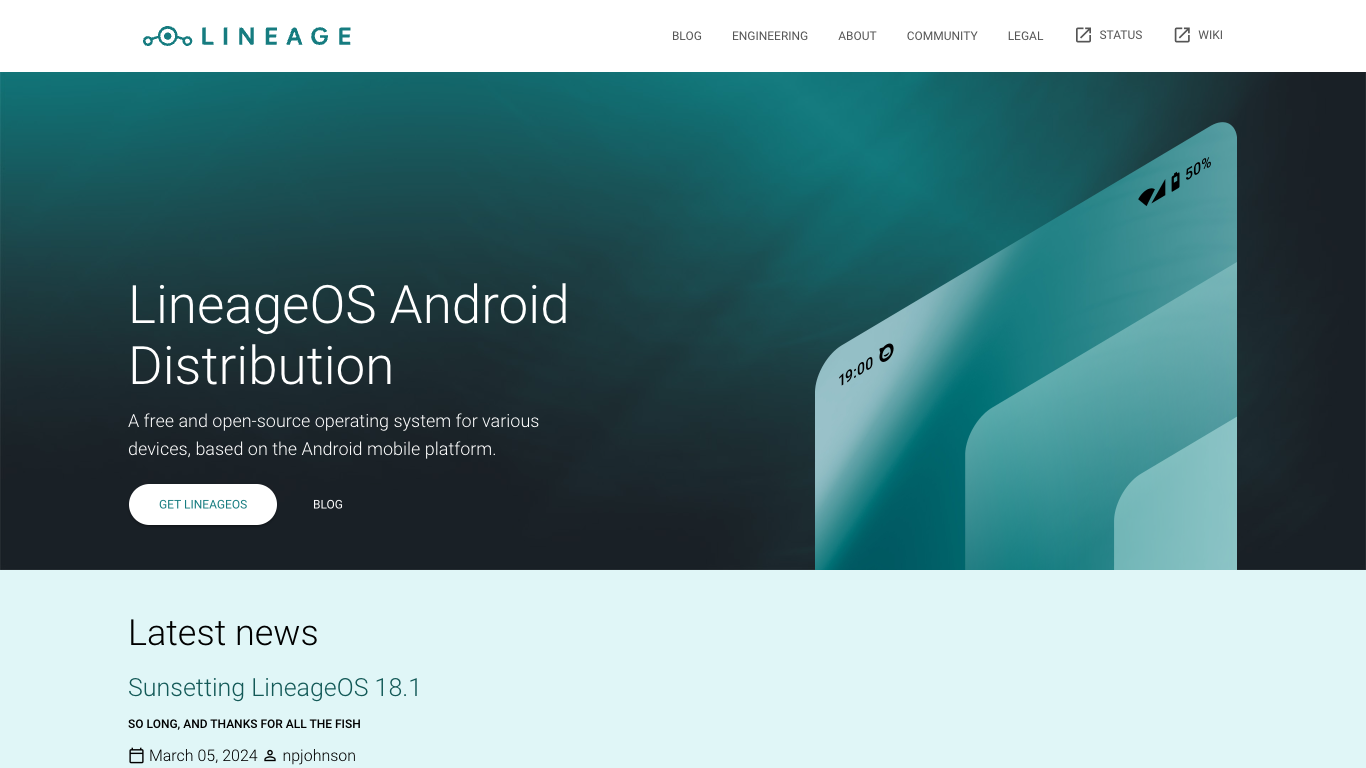 LINEAGE
BLOG ENGINEERING ABOUT COMMUNITY LEGAL STATUS WIKI
50%
19:00
LineageOS Android
Distribution
A free and open-source operating system for various
devices, based on the Android mobile platform.
GET LINEAGEOS BLOG
Latest news
Sunsetting LineageOS 18.1
SO LONG, AND THANKS FOR ALL THE FISH
March 05, 2024 npjohnson